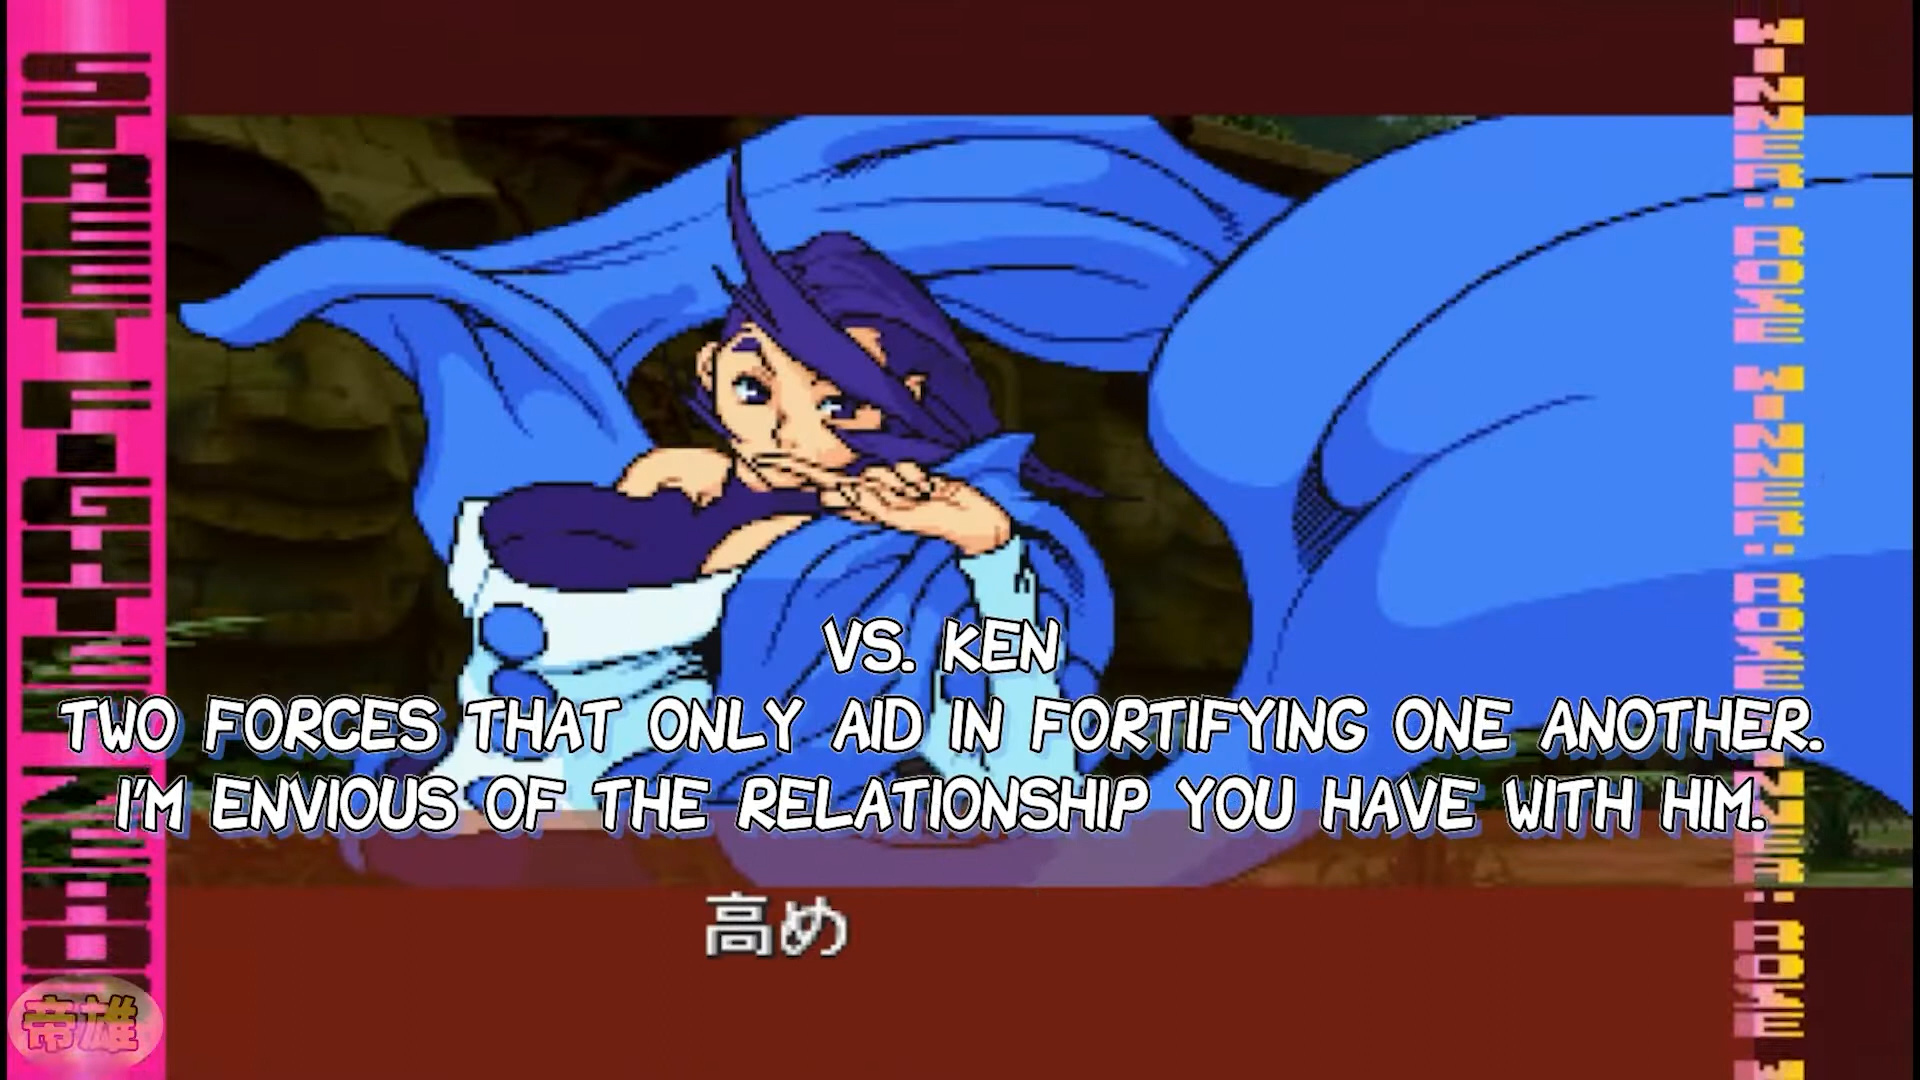 STREET FIGHTER ZERO
WINNER: ROSE WINNER: ROSE WINNER: ROSE
VS. KEN
TWO FORCES THAT ONLY AID IN FORTIFYING ONE ANOTHER.
I'M ENVIOUS OF THE RELATIONSHIP YOU HAVE WITH HIM.
高め
帝雄